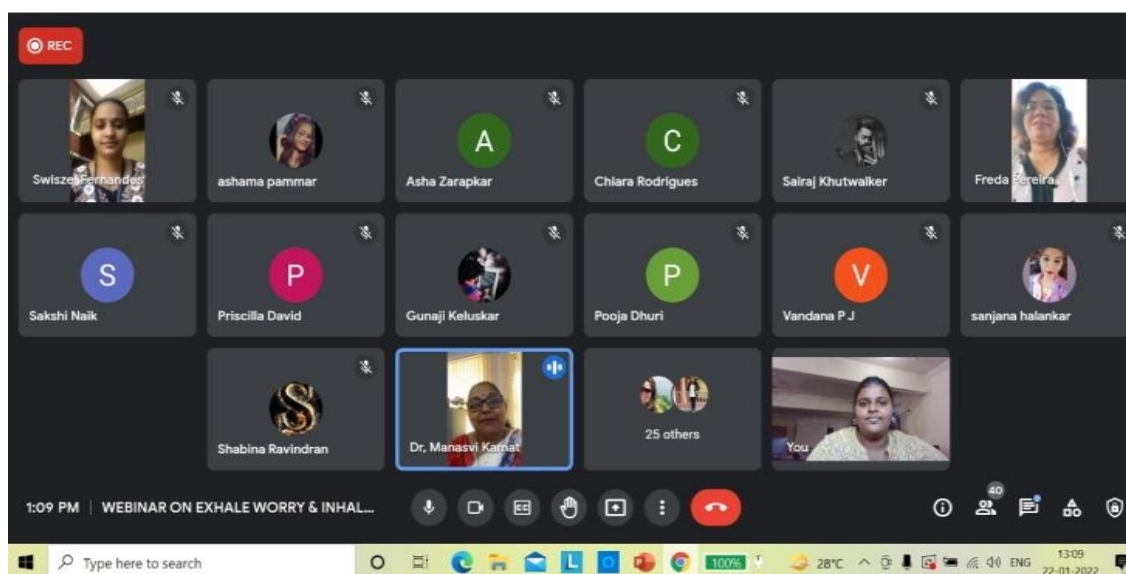 REC
Swiszel Fernandes
ashama pammar
A
Asha Zarapkar
C
Chiara Rodrigues
Sairaj Khutwalker
Freda Pereira
S
Sakshi Naik
P
Priscilla David
Gunaji Keluskar
P
Pooja Dhuri
V
Vandana P J
sanjana halankar
S
Shabina Ravindran
Dr, Manasvi Kamat
25 others
You
1:09 PM | WEBINAR ON EXHALE WORRY & INHAL...
CC
40
Type here to search
L
100%
28°C
ENG
13:09
22-01-2022